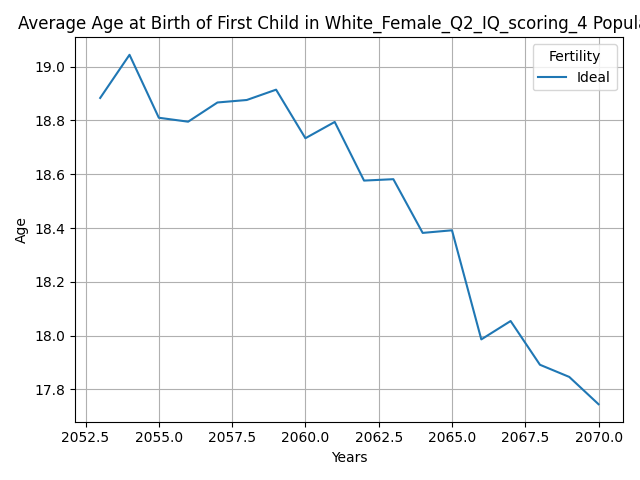 Average Age at Birth of First Child in White_Female_Q2_IQ_scoring_4 Popula
Fertility
Ideal
19.0
18.8
18.6
18.4
18.2
18.0
17.8
Age
2052.5 2055.0 2057.5 2060.0 2062.5 2065.0 2067.5 2070.0
Years